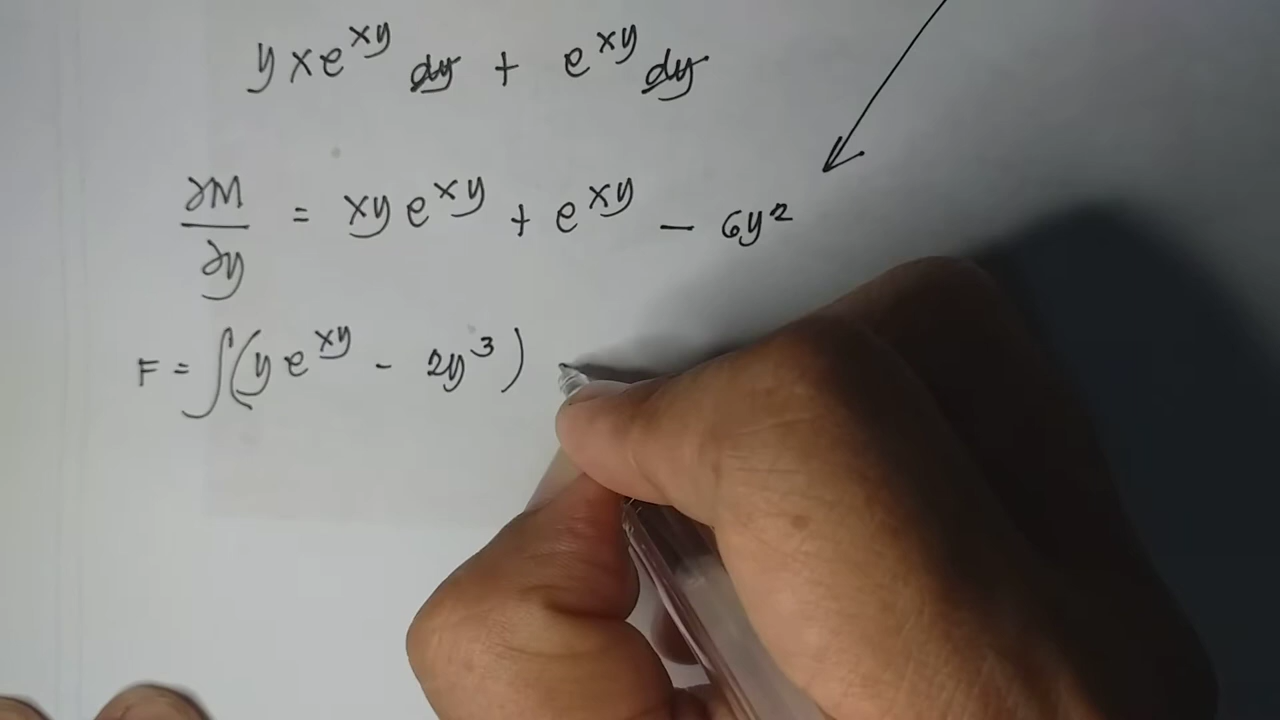 y x e^{xy} dy + e^{xy} dy
∂M/∂y = xy e^{xy} + e^{xy} - 6y²
F = ∫(y e^{xy} - 2y³)